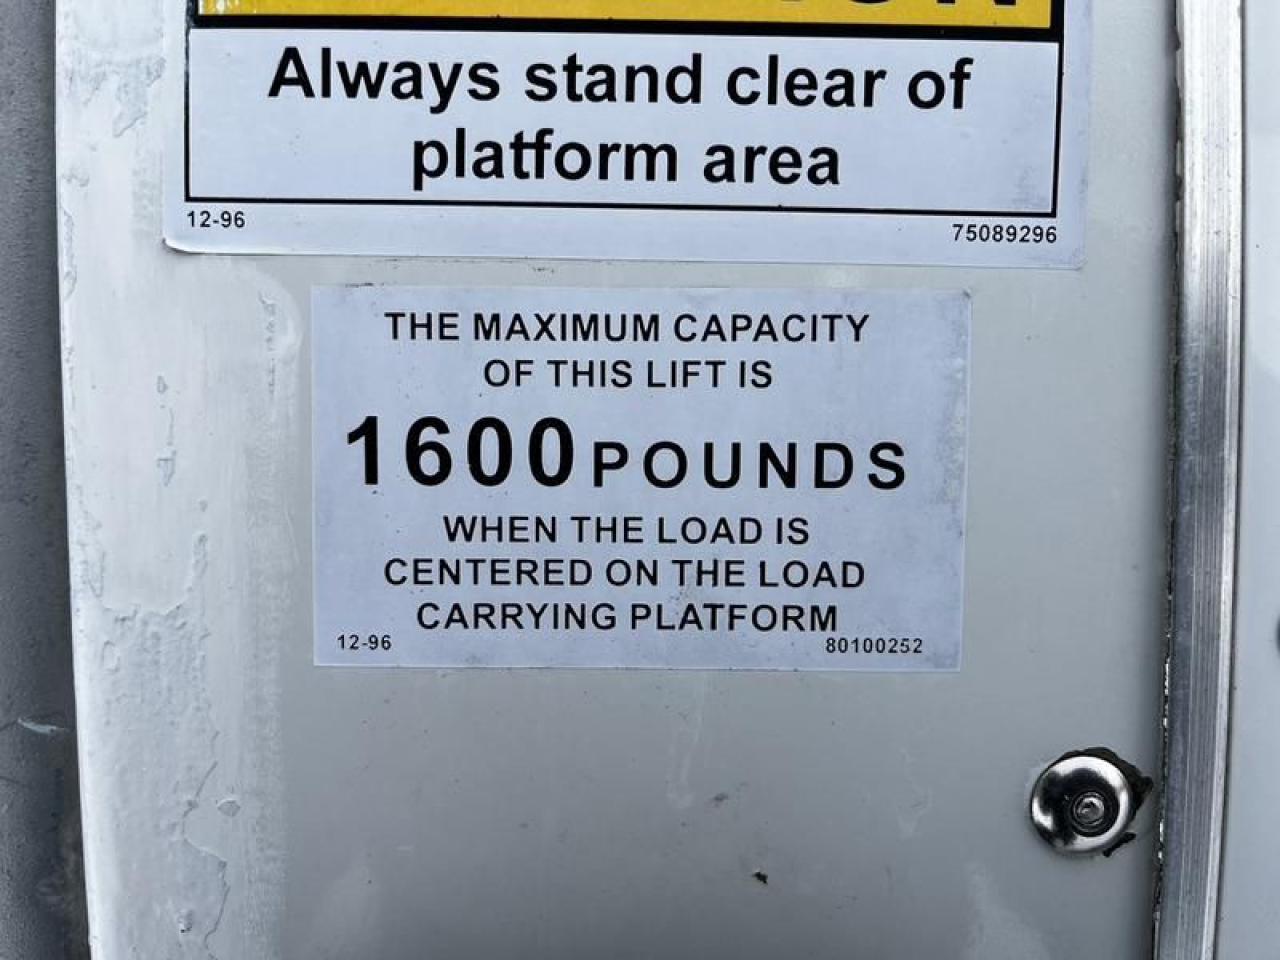 Always stand clear of
platform area
12-96 75089296
THE MAXIMUM CAPACITY
OF THIS LIFT IS
1600 POUNDS
WHEN THE LOAD IS
CENTERED ON THE LOAD
CARRYING PLATFORM
12-96 80100252